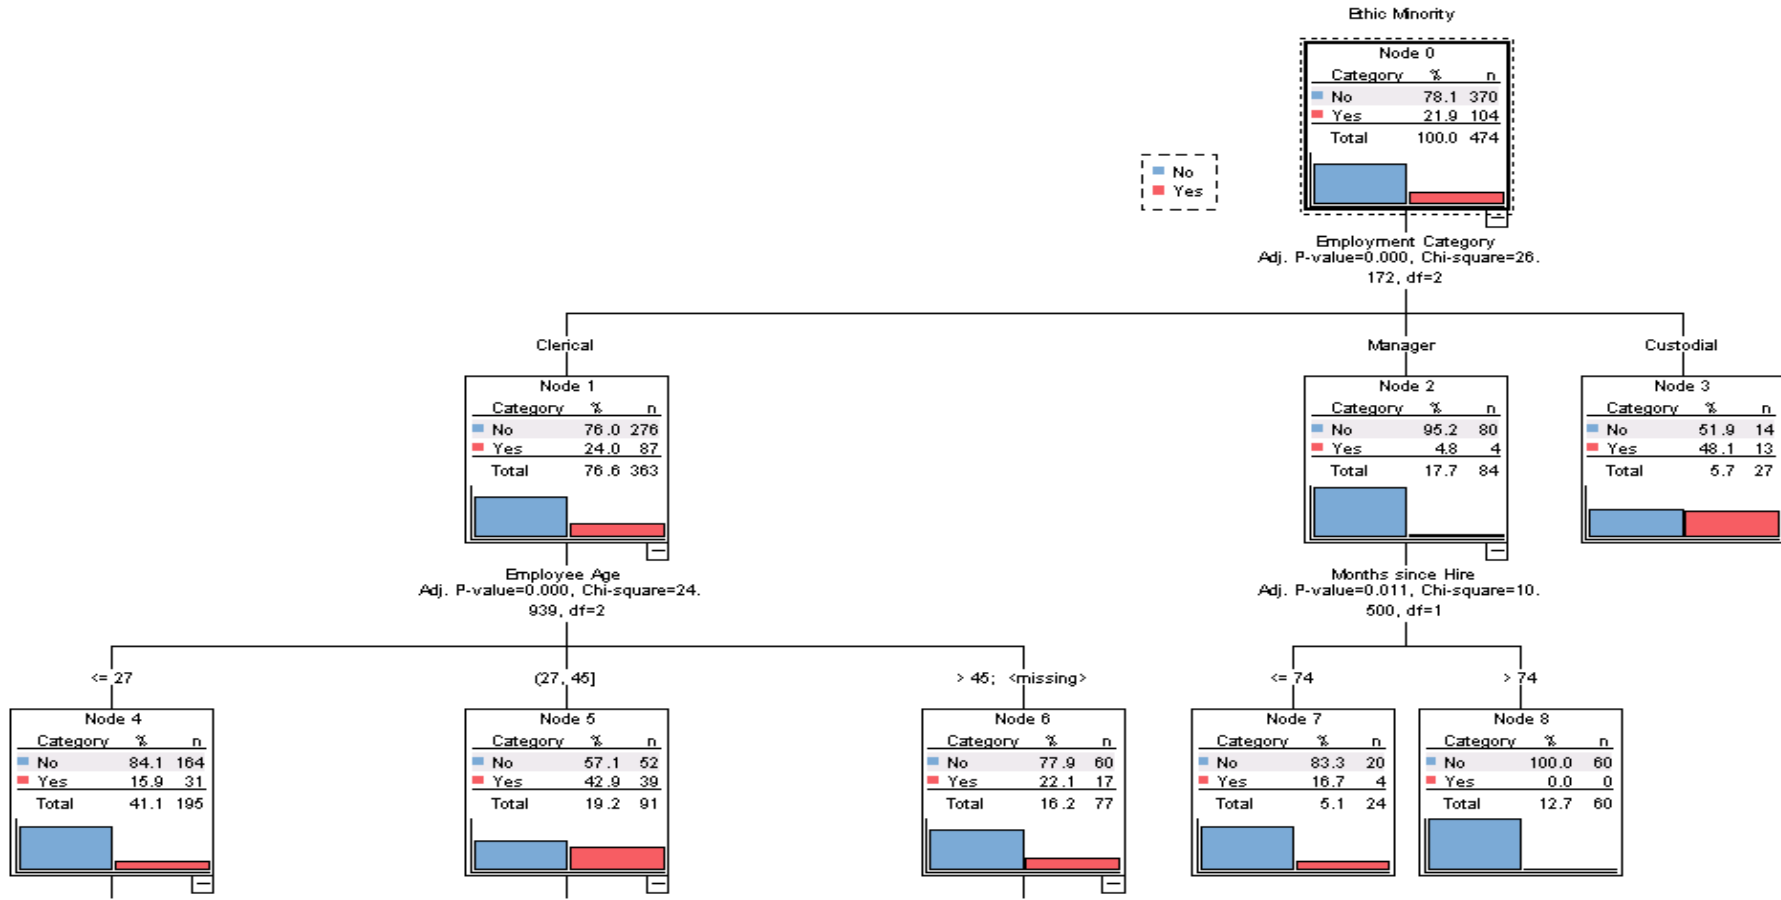 Ethic Minority
Node 0
Category % n
No 78.1 370
Yes 21.9 104
Total 100.0 474
No
Yes
Employment Category
Adj. P-value=0.000, Chi-square=26.
172, df=2
Clerical
Manager
Custodial
Node 1
Category % n
No 76.0 276
Yes 24.0 87
Total 76.6 363
Node 2
Category % n
No 95.2 80
Yes 4.8 4
Total 17.7 84
Node 3
Category % n
No 51.9 14
Yes 48.1 13
Total 5.7 27
Employee Age
Adj. P-value=0.000, Chi-square=24.
939, df=2
Months since Hire
Adj. P-value=0.011, Chi-square=10.
500, df=1
<= 27
(27, 45]
> 45; <missing>
<= 74
> 74
Node 4
Category % n
No 84.1 164
Yes 15.9 31
Total 41.1 195
Node 5
Category % n
No 57.1 52
Yes 42.9 39
Total 19.2 91
Node 6
Category % n
No 77.9 60
Yes 22.1 17
Total 16.2 77
Node 7
Category % n
No 83.3 20
Yes 16.7 4
Total 5.1 24
Node 8
Category % n
No 100.0 60
Yes 0.0 0
Total 12.7 60